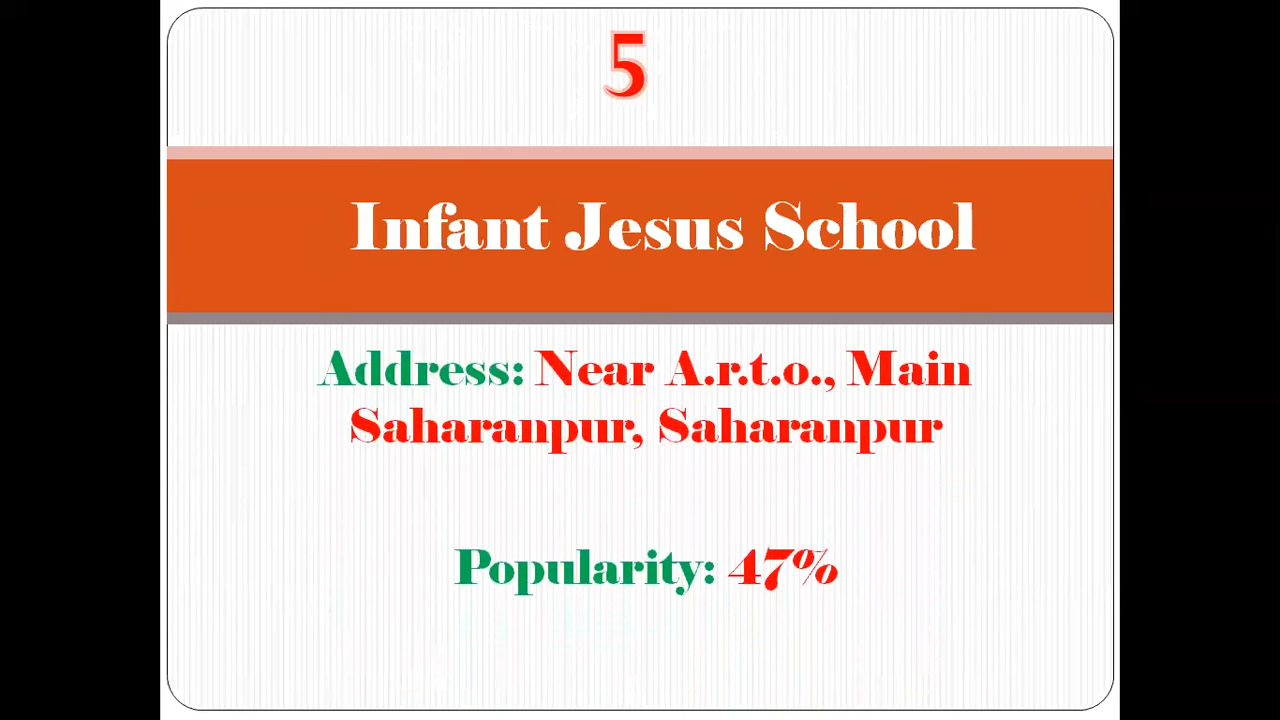 5
Infant Jesus School
Address: Near A.r.t.o., Main
Saharanpur, Saharanpur
Popularity: 47%